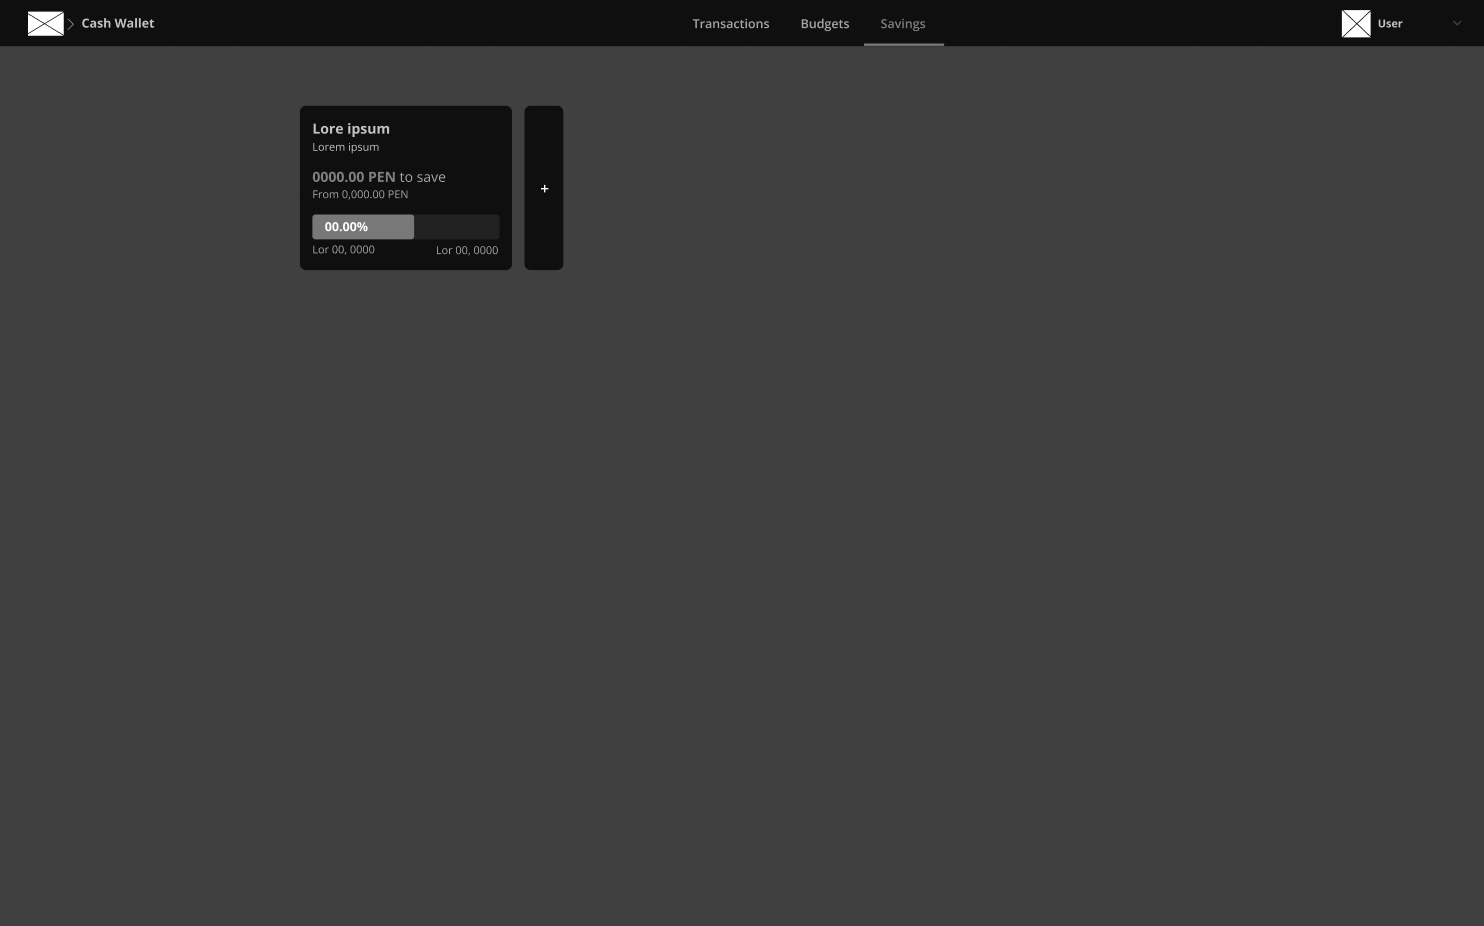 Cash Wallet
Transactions
Budgets
Savings
User
Lore ipsum
Lorem ipsum
0000.00 PEN to save
From 0,000.00 PEN
+
00.00%
Lor 00, 0000
Lor 00, 0000